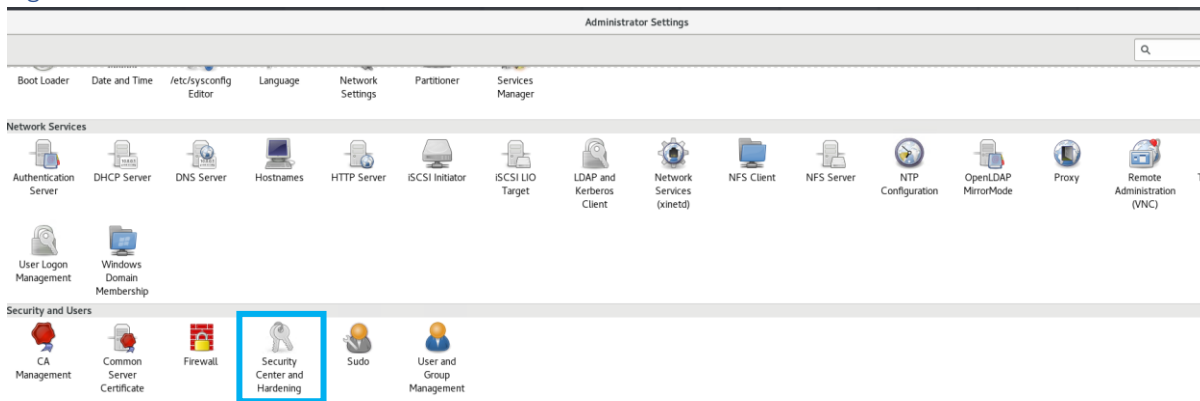 Administrator Settings
Boot Loader
Date and Time
/etc/sysconfig
Editor
Language
Network
Settings
Partitioner
Services
Manager
Network Services
Authentication
Server
DHCP Server
DNS Server
Hostnames
HTTP Server
iSCSI Initiator
iSCSI LIO
Target
LDAP and
Kerberos
Client
Network
Services
(xinetd)
NFS Client
NFS Server
NTP
Configuration
OpenLDAP
MirrorMode
Proxy
Remote
Administration
(VNC)
User Logon
Management
Windows
Domain
Membership
Security and Users
CA
Management
Common
Server
Certificate
Firewall
Security
Center and
Hardening
Sudo
User and
Group
Management